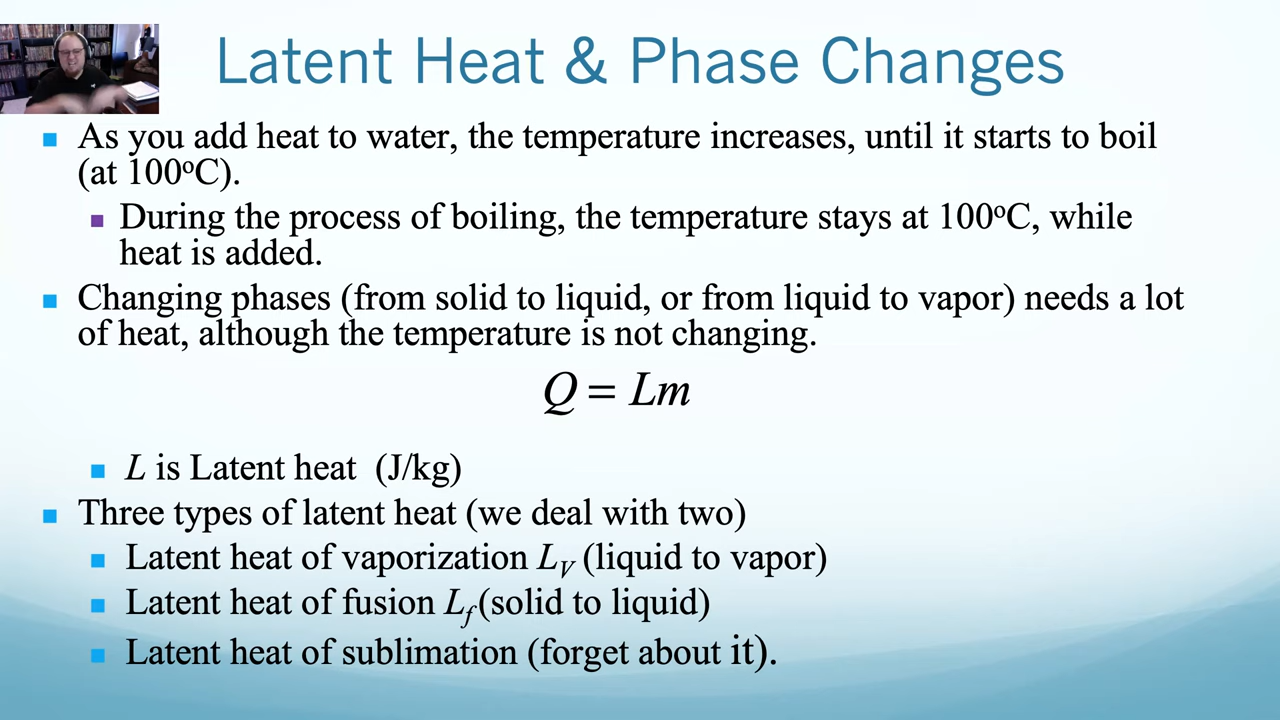 Latent Heat & Phase Changes
As you add heat to water, the temperature increases, until it starts to boil
(at 100°C).
During the process of boiling, the temperature stays at 100°C, while
heat is added.
Changing phases (from solid to liquid, or from liquid to vapor) needs a lot
of heat, although the temperature is not changing.
Q = Lm
L is Latent heat (J/kg)
Three types of latent heat (we deal with two)
Latent heat of vaporization L_V (liquid to vapor)
Latent heat of fusion L_f (solid to liquid)
Latent heat of sublimation (forget about it).